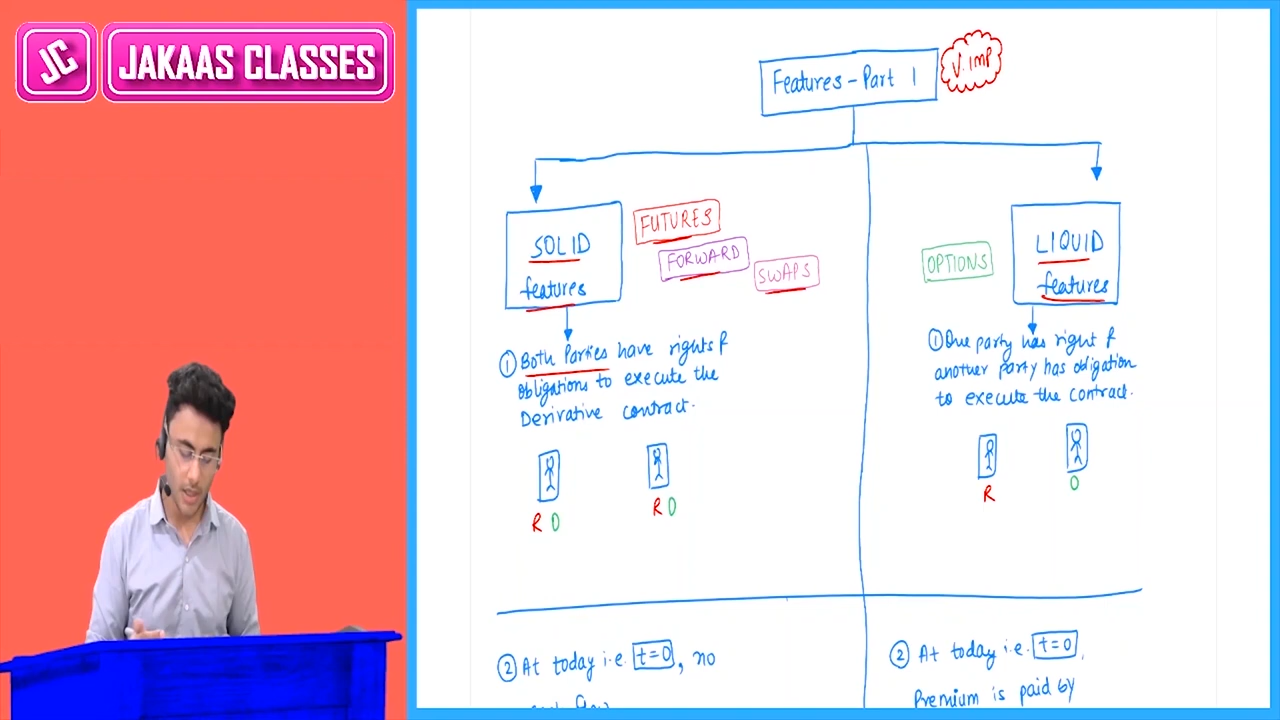 JC
JAKAAS CLASSES
Features - Part 1
V. IMP
SOLID
features
FUTURES
FORWARD
SWAPS
① Both Parties have rights &
obligations to execute the
Derivative contract.
R O
R O
OPTIONS
LIQUID
features
① One party has right &
another party has obligation
to execute the contract.
R
O
② At today i.e. t=0, no
② At today i.e. t=0,
Premium is paid by